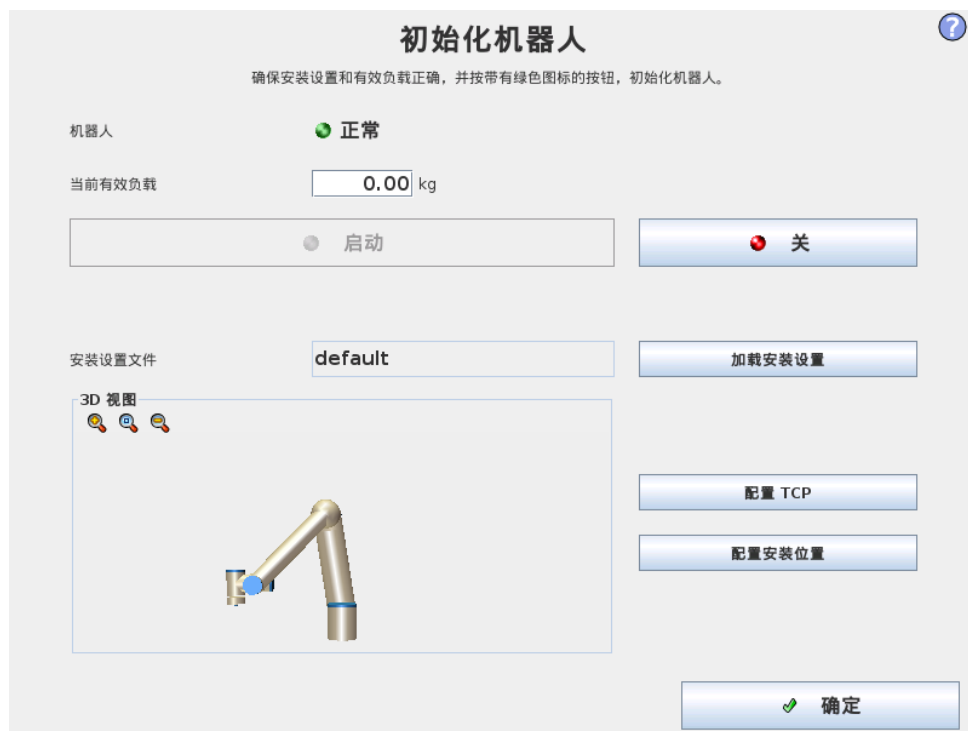 初始化机器人
?
确保安装设置和有效负载正确，并按带有绿色图标的按钮，初始化机器人。
机器人 正常
当前有效负载 0.00 kg
启动 关
安装设置文件 default 加载安装设置
3D 视图
配置 TCP
配置安装位置
确定